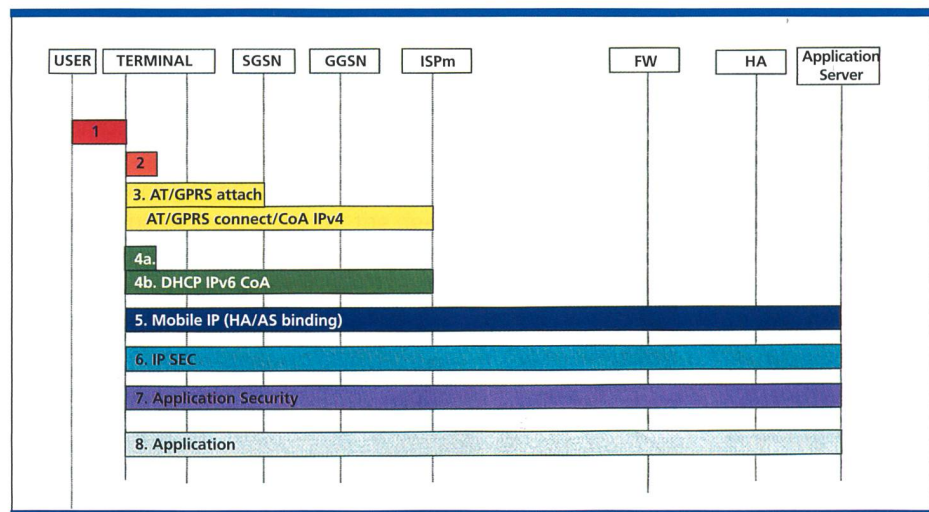 USER TERMINAL SGSN GGSN ISPm FW HA Application Server
1
2
3. AT/GPRS attach
AT/GPRS connect/CoA IPv4
4a.
4b. DHCP IPv6 CoA
5. Mobile IP (HA/AS binding)
6. IP SEC
7. Application Security
8. Application